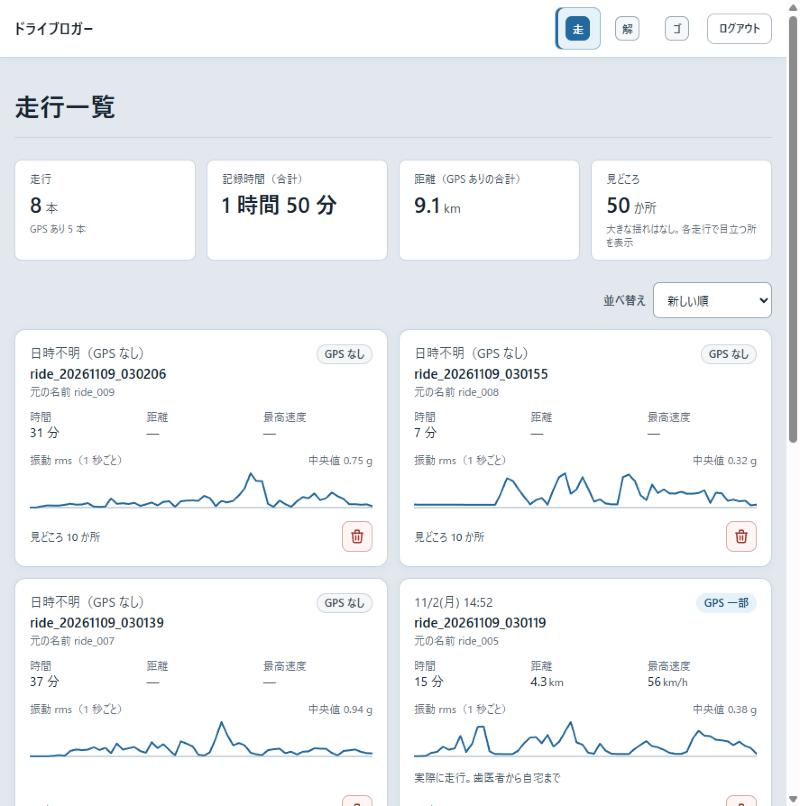 ドライブロガー
走
解
ゴ
ログアウト
走行一覧
走行
8 本
GPS あり 5 本
記録時間（合計）
1 時間 50 分
距離（GPS ありの合計）
9.1 km
見どころ
50 か所
大きな揺れはなし。各走行で目立つ所
を表示
並べ替え
新しい順
日時不明（GPS なし）
GPS なし
ride_20261109_030206
元の名前 ride_009
時間
距離
最高速度
31 分
—
—
振動 rms（1 秒ごと）
中央値 0.75 g
見どころ 10 か所
日時不明（GPS なし）
GPS なし
ride_20261109_030155
元の名前 ride_008
時間
距離
最高速度
7 分
—
—
振動 rms（1 秒ごと）
中央値 0.32 g
見どころ 10 か所
日時不明（GPS なし）
GPS なし
ride_20261109_030139
元の名前 ride_007
時間
距離
最高速度
37 分
—
—
振動 rms（1 秒ごと）
中央値 0.94 g
11/2(月) 14:52
GPS 一部
ride_20261109_030119
元の名前 ride_005
時間
距離
最高速度
15 分
4.3 km
56 km/h
振動 rms（1 秒ごと）
中央値 0.38 g
実際に走行。歯医者から自宅まで